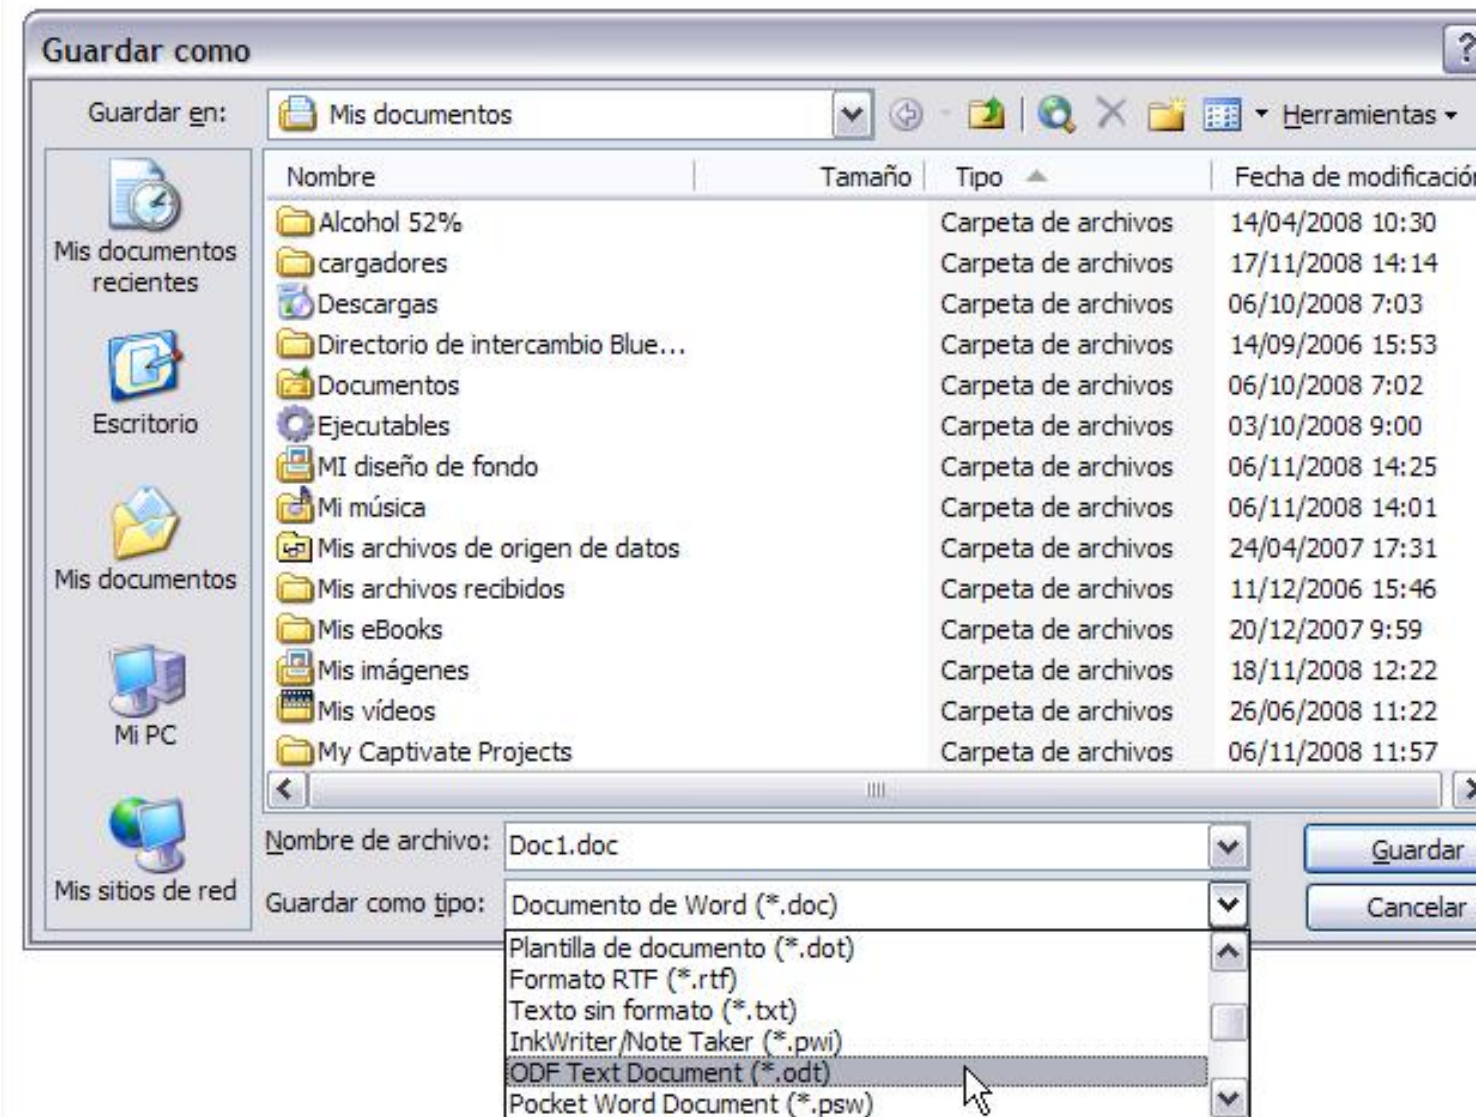 Guardar como
?
Guardar en:
Mis documentos
Herramientas
Nombre Tamaño Tipo Fecha de modificación
Alcohol 52% Carpeta de archivos 14/04/2008 10:30
cargadores Carpeta de archivos 17/11/2008 14:14
Descargas Carpeta de archivos 06/10/2008 7:03
Directorio de intercambio Blue... Carpeta de archivos 14/09/2006 15:53
Documentos Carpeta de archivos 06/10/2008 7:02
Ejecutables Carpeta de archivos 03/10/2008 9:00
MI diseño de fondo Carpeta de archivos 06/11/2008 14:25
Mi música Carpeta de archivos 06/11/2008 14:01
Mis archivos de origen de datos Carpeta de archivos 24/04/2007 17:31
Mis archivos recibidos Carpeta de archivos 11/12/2006 15:46
Mis eBooks Carpeta de archivos 20/12/2007 9:59
Mis imágenes Carpeta de archivos 18/11/2008 12:22
Mis vídeos Carpeta de archivos 26/06/2008 11:22
My Captivate Projects Carpeta de archivos 06/11/2008 11:57
Mis documentos
recientes
Escritorio
Mis documentos
Mi PC
Mis sitios de red
Nombre de archivo: Doc1.doc
Guardar
Guardar como tipo: Documento de Word (*.doc)
Cancelar
Plantilla de documento (*.dot)
Formato RTF (*.rtf)
Texto sin formato (*.txt)
InkWriter/Note Taker (*.pwi)
ODF Text Document (*.odt)
Pocket Word Document (*.psw)